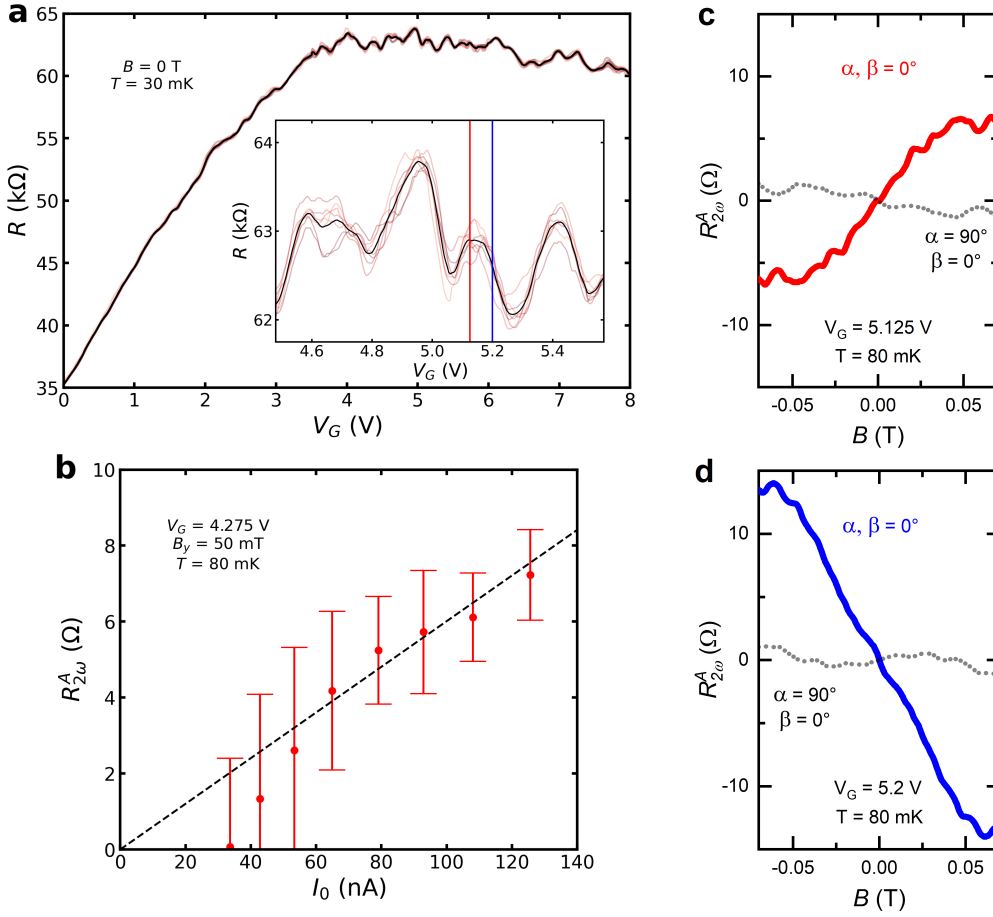 a
65
60
55
50
45
40
35
R (kΩ)
B = 0 T
T = 30 mK
64
63
62
R (kΩ)
4.6 4.8 5.0 5.2 5.4
V_G (V)
0 1 2 3 4 5 6 7 8
V_G (V)
b
10
8
6
4
2
0
R^A_2ω (Ω)
V_G = 4.275 V
B_y = 50 mT
T = 80 mK
0 20 40 60 80 100 120 140
I_0 (nA)
c
10
0
-10
R^A_2ω (Ω)
α, β = 0°
α = 90°
β = 0°
V_G = 5.125 V
T = 80 mK
-0.05 0.00 0.05
B (T)
d
10
0
-10
R^A_2ω (Ω)
α, β = 0°
α = 90°
β = 0°
V_G = 5.2 V
T = 80 mK
-0.05 0.00 0.05
B (T)